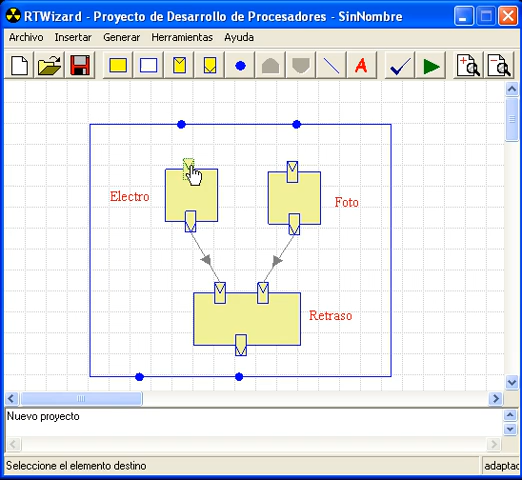 RTWizard - Proyecto de Desarrollo de Procesadores - SinNombre
Archivo Insertar Generar Herramientas Ayuda
A
Electro
Foto
Retraso
Nuevo proyecto
Seleccione el elemento destino
adaptac